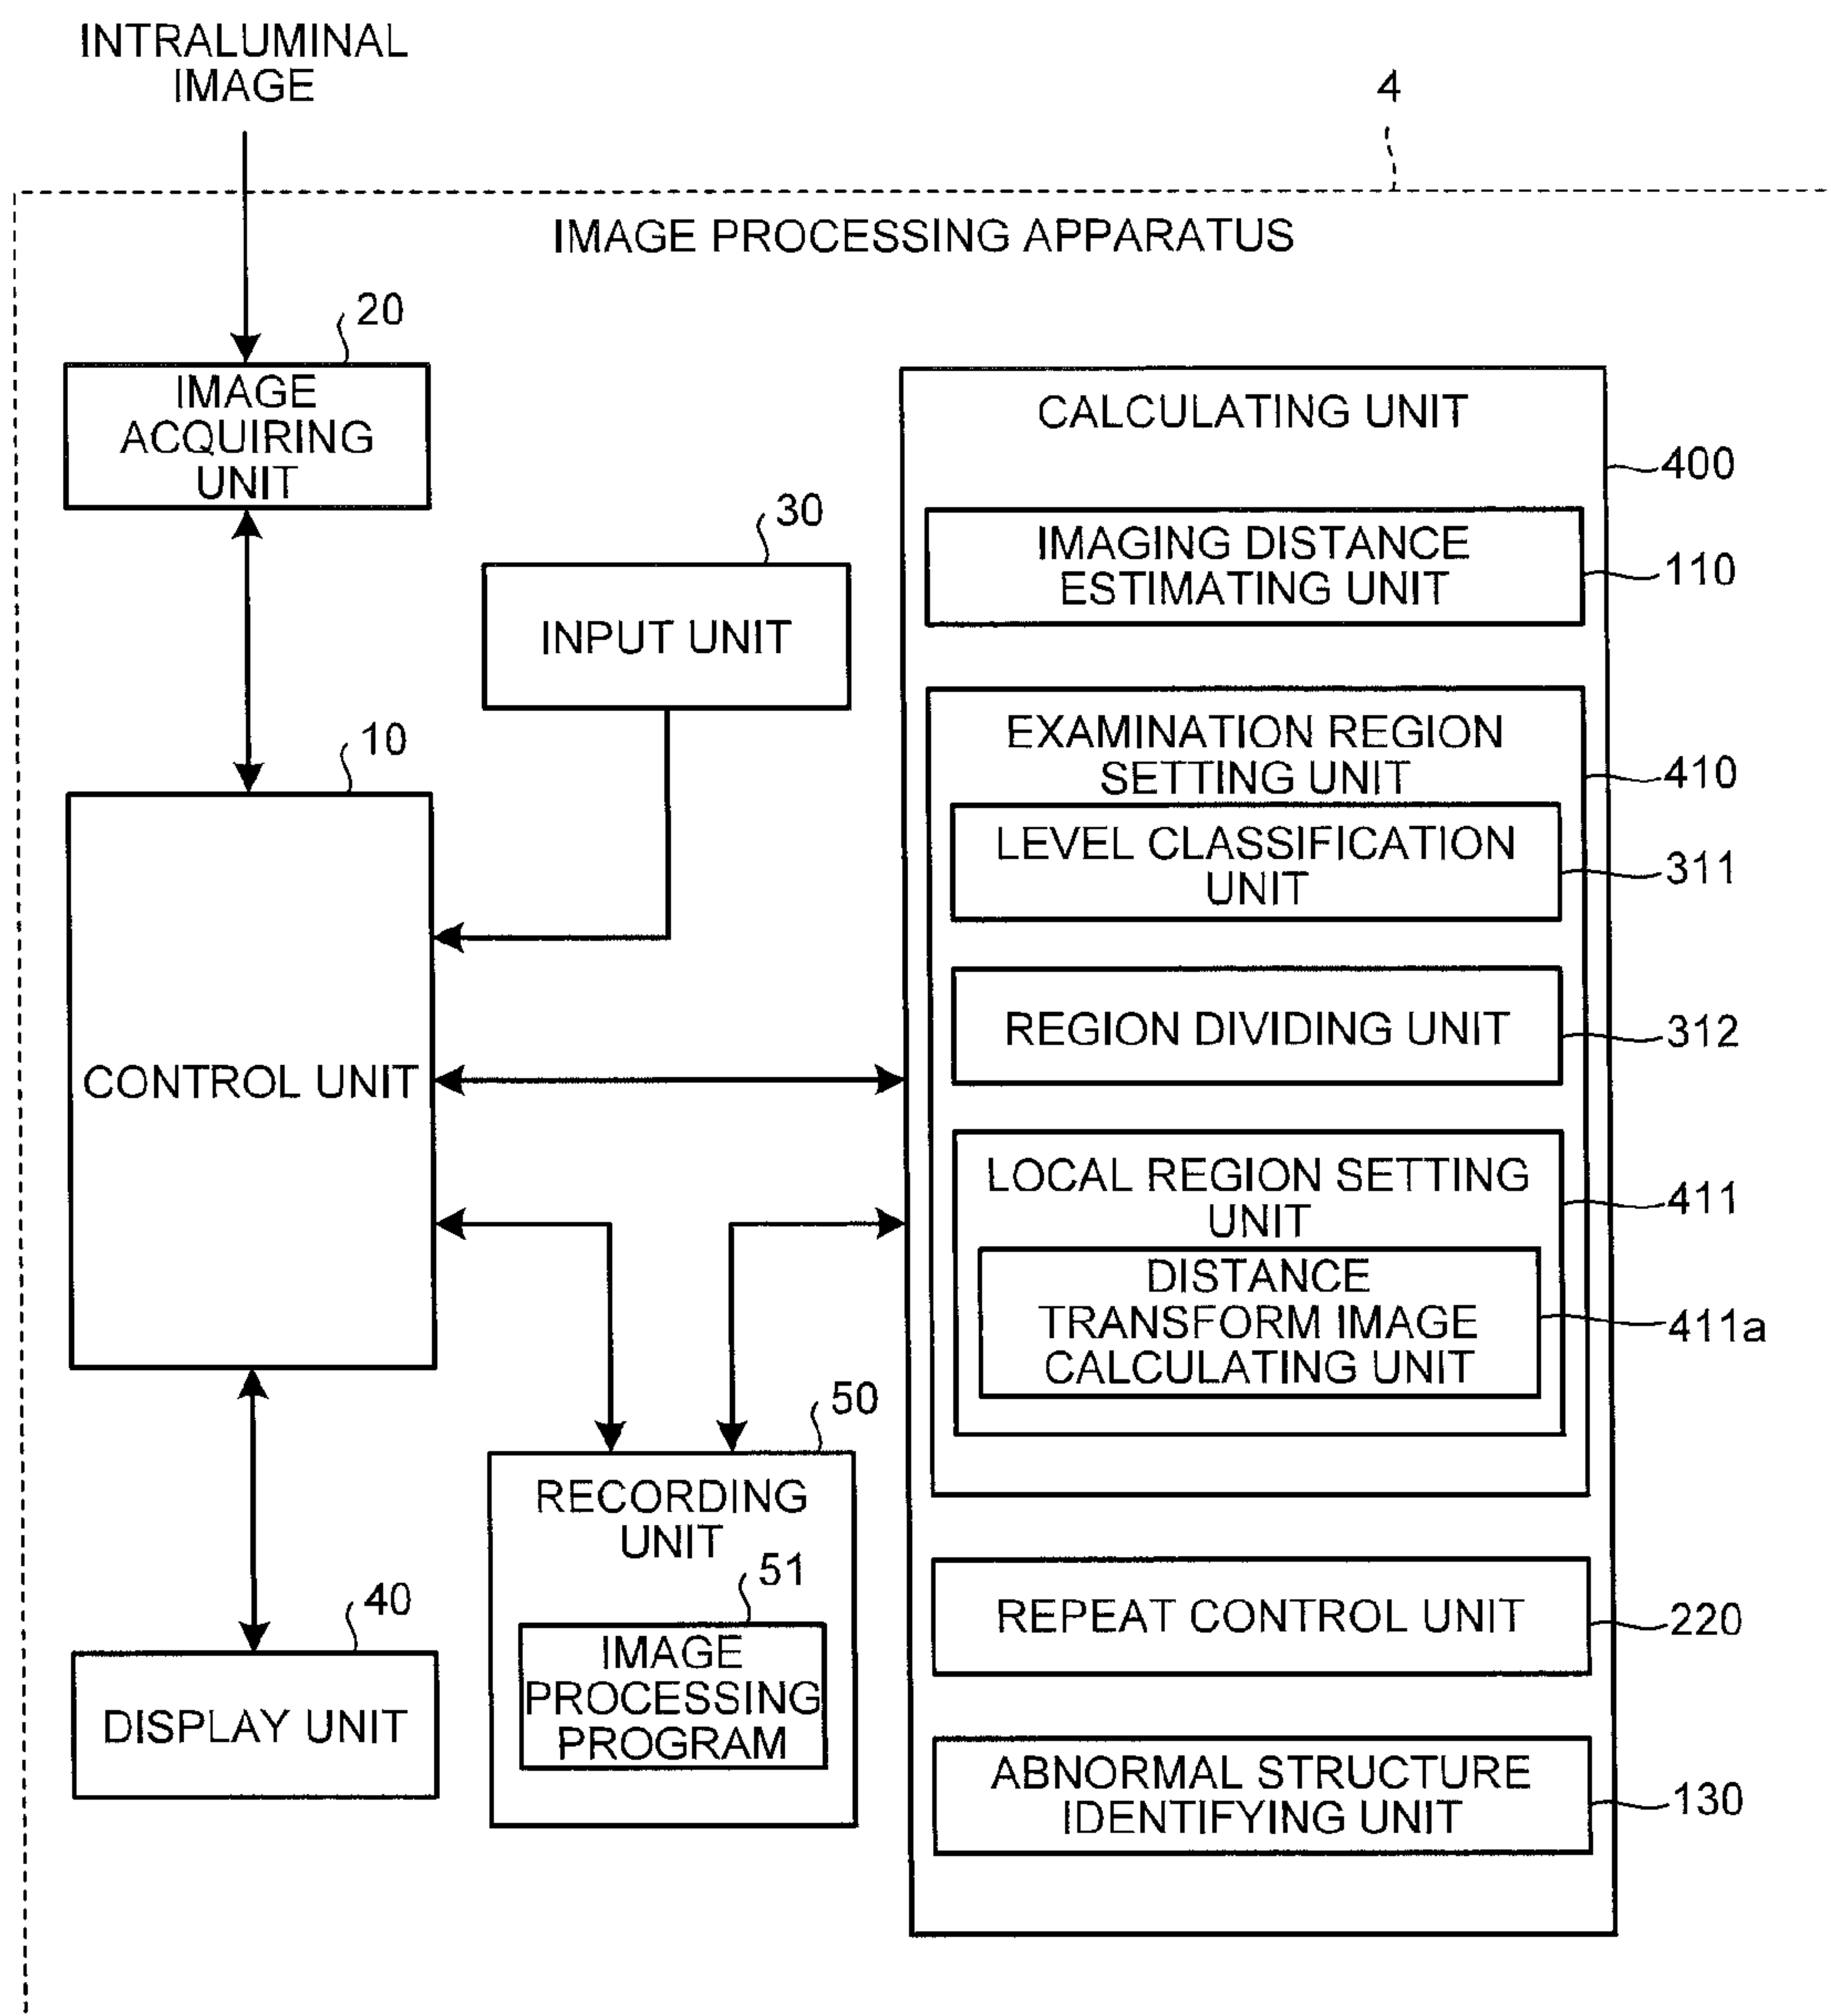 INTRALUMINAL
IMAGE
4
IMAGE PROCESSING APPARATUS
20
IMAGE
ACQUIRING
UNIT
30
INPUT UNIT
10
CONTROL UNIT
40
DISPLAY UNIT
50
RECORDING
UNIT
51
IMAGE
PROCESSING
PROGRAM
CALCULATING UNIT
400
IMAGING DISTANCE
ESTIMATING UNIT
110
EXAMINATION REGION
SETTING UNIT
410
LEVEL CLASSIFICATION
UNIT
311
REGION DIVIDING UNIT
312
LOCAL REGION SETTING
UNIT
411
DISTANCE
TRANSFORM IMAGE
CALCULATING UNIT
411a
REPEAT CONTROL UNIT
220
ABNORMAL STRUCTURE
IDENTIFYING UNIT
130